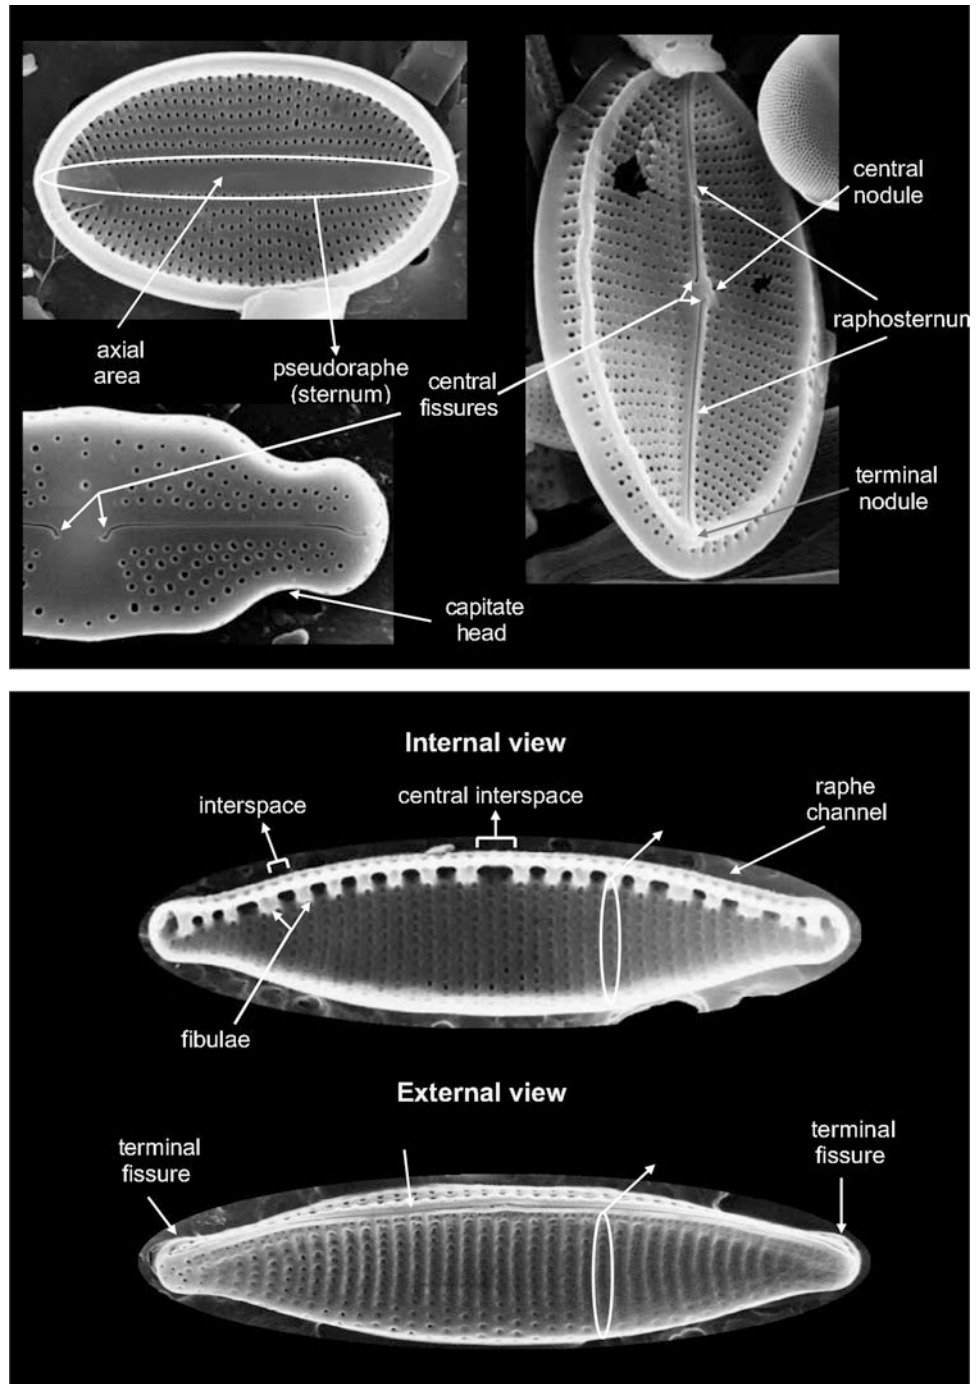 central
nodule
raphosternum
axial
area
pseudoraphe
(sternum)
central
fissures
terminal
nodule
capitate
head
Internal view
interspace
central interspace
raphe
channel
fibulae
External view
terminal
fissure
terminal
fissure